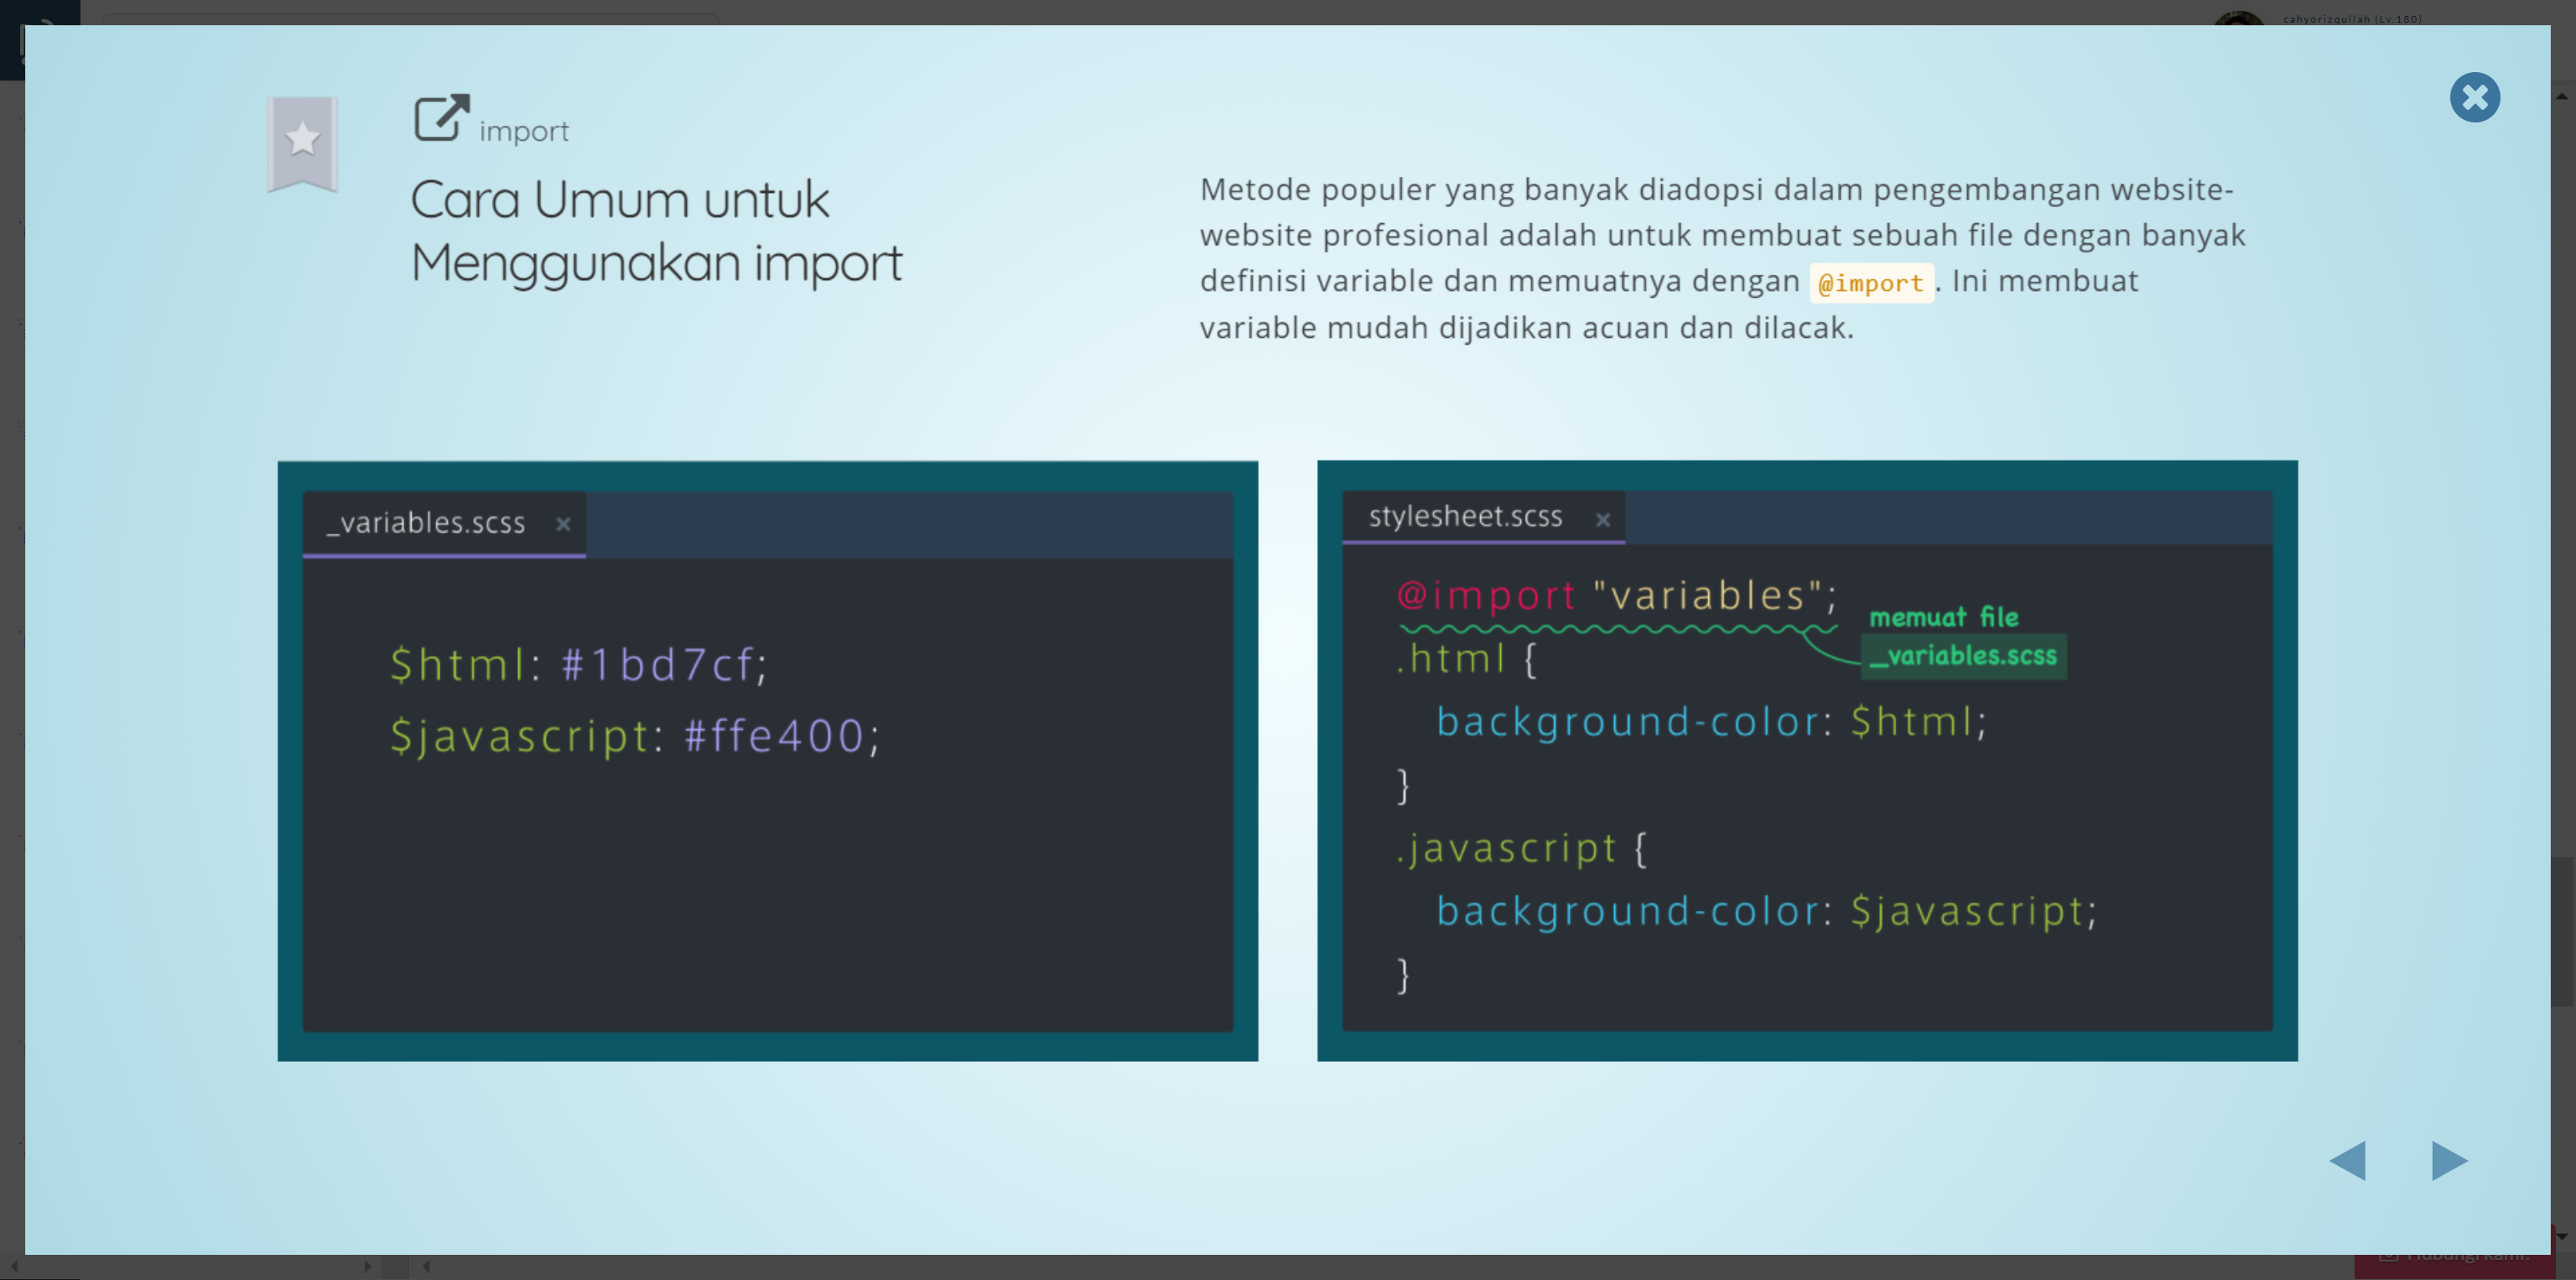 cahyorizqullah (Lv.180)
import
Cara Umum untuk
Menggunakan import
Metode populer yang banyak diadopsi dalam pengembangan website-
website profesional adalah untuk membuat sebuah file dengan banyak
definisi variable dan memuatnya dengan @import. Ini membuat
variable mudah dijadikan acuan dan dilacak.
_variables.scss
$html: #1bd7cf;
$javascript: #ffe400;
stylesheet.scss
@import "variables";
memuat file
_variables.scss
.html {
background-color: $html;
}
.javascript {
background-color: $javascript;
}